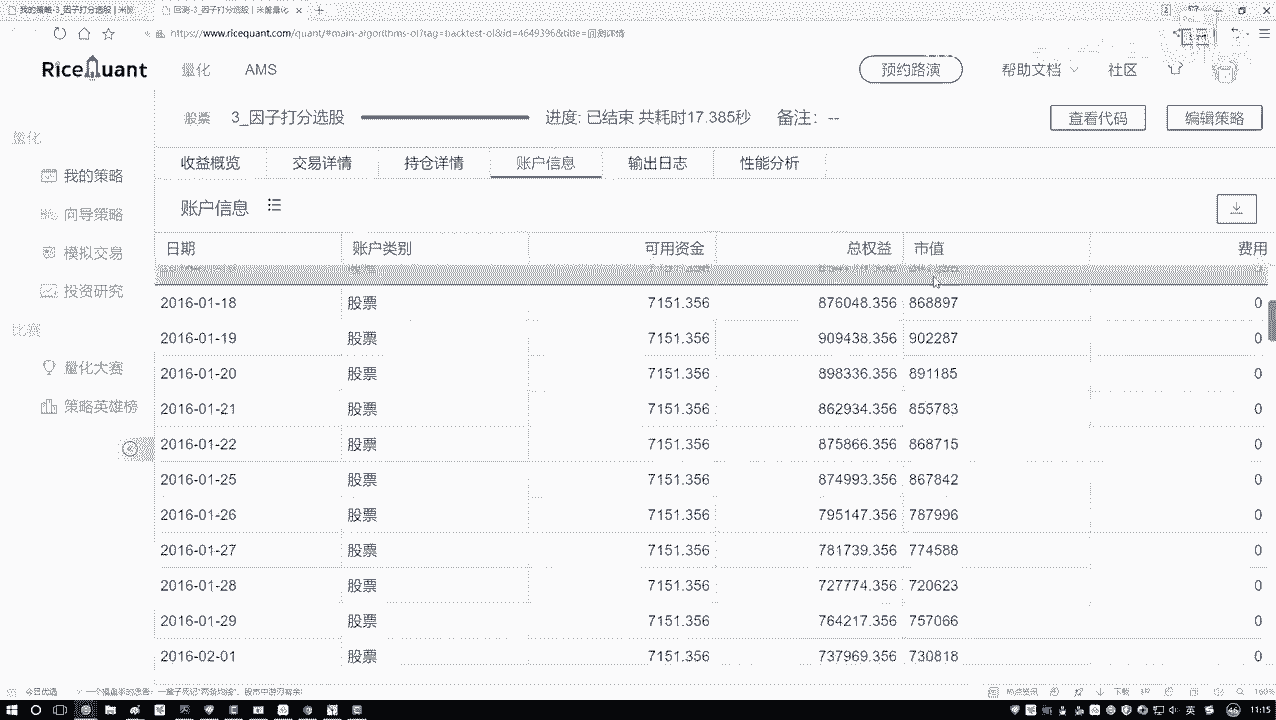 我的策略-3_因子打分选股 | 米筐
回测-3_因子打分选股 | 米筐量化
https://www.ricequant.com/quant/#main-algorithms-ol?tag=backtest-ol&id=4649396&title=回测详情
RiceQuant 量化 AMS 预约路演 帮助文档 社区
股票 3_因子打分选股 进度: 已结束 共耗时17.385秒 备注: -- 查看代码 编辑策略
量化
我的策略
向导策略
模拟交易
投资研究
比赛
量化大赛
策略英雄榜
收益概览 交易详情 持仓详情 账户信息 输出日志 性能分析
账户信息
日期 账户类别 可用资金 总权益 市值 费用
2016-01-18 股票 7151.356 876048.356 868897 0
2016-01-19 股票 7151.356 909438.356 902287 0
2016-01-20 股票 7151.356 898336.356 891185 0
2016-01-21 股票 7151.356 862934.356 855783 0
2016-01-22 股票 7151.356 875866.356 868715 0
2016-01-25 股票 7151.356 874993.356 867842 0
2016-01-26 股票 7151.356 795147.356 787996 0
2016-01-27 股票 7151.356 781739.356 774588 0
2016-01-28 股票 7151.356 727774.356 720623 0
2016-01-29 股票 7151.356 764217.356 757066 0
2016-02-01 股票 7151.356 737969.356 730818 0
今日优选
下载
160%
英
11:15